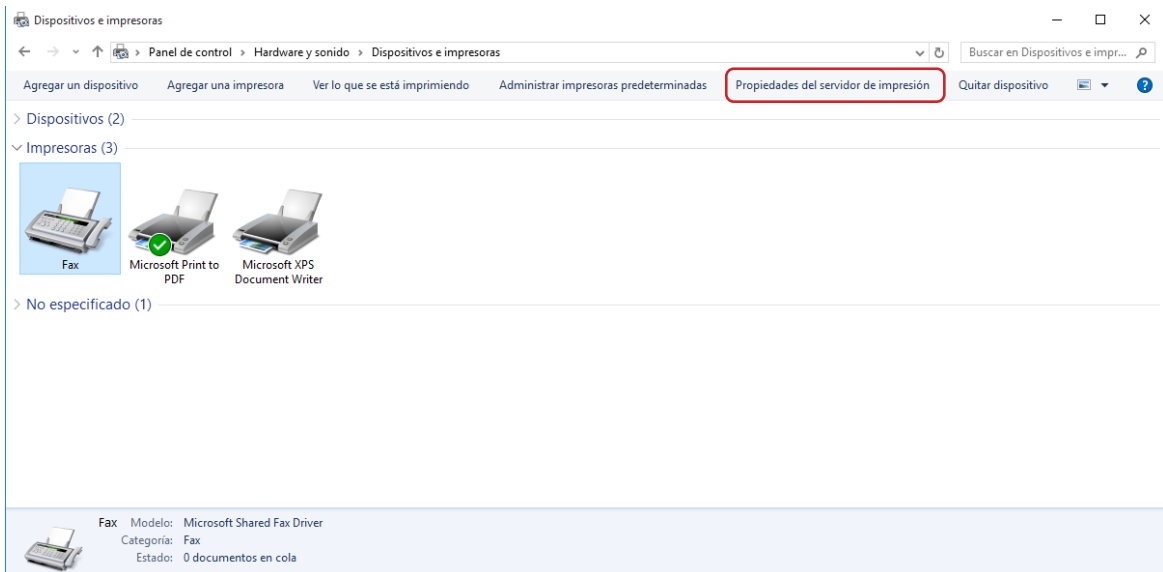 Dispositivos e impresoras
Panel de control > Hardware y sonido > Dispositivos e impresoras
Buscar en Dispositivos e impr...
Agregar un dispositivo Agregar una impresora Ver lo que se está imprimiendo Administrar impresoras predeterminadas Propiedades del servidor de impresión Quitar dispositivo
Dispositivos (2)
Impresoras (3)
Fax
Microsoft Print to
PDF
Microsoft XPS
Document Writer
No especificado (1)
Fax Modelo: Microsoft Shared Fax Driver
Categoría: Fax
Estado: 0 documentos en cola